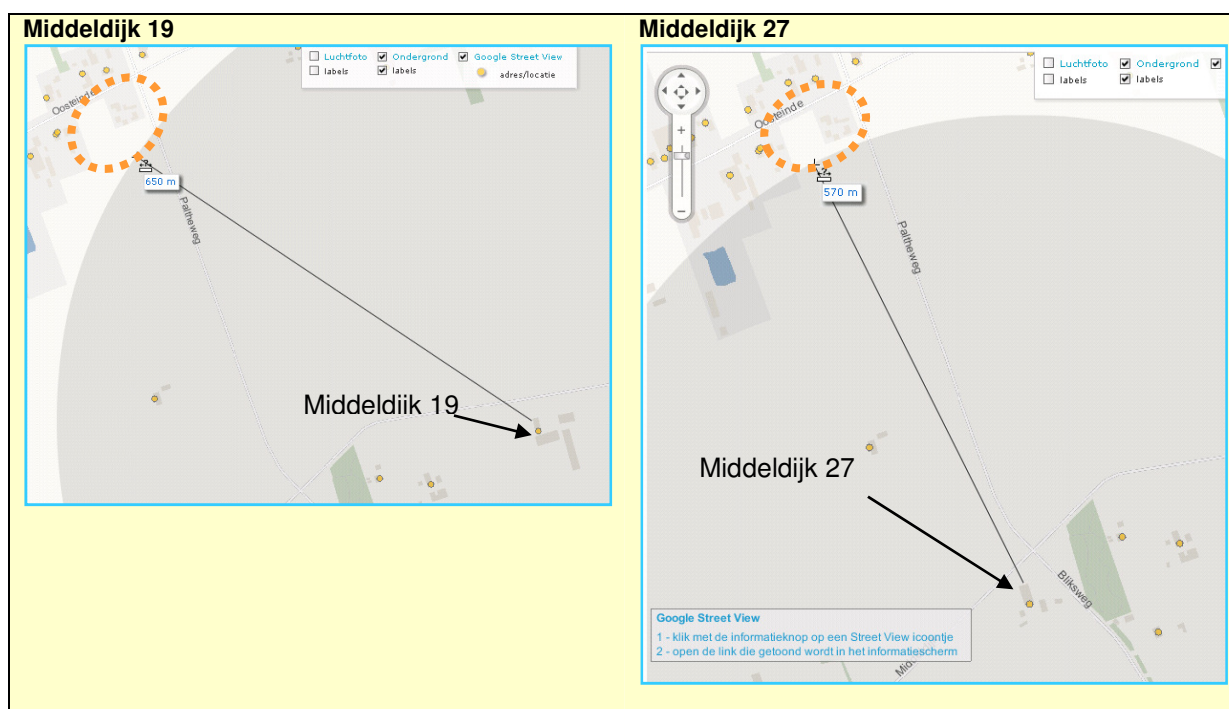 Middeldijk 19
Luchtfoto Ondergrond Google Street View
labels labels adres/locatie
Oosteinde
650 m
Paltheweg
Middeldijk 19
Middeldijk 27
Luchtfoto Ondergrond
labels labels
Oosteinde
570 m
Paltheweg
Middeldijk 27
Bliksweg
Google Street View
1 - klik met de informatieknop op een Street View icoontje
2 - open de link die getoond wordt in het informatiescherm